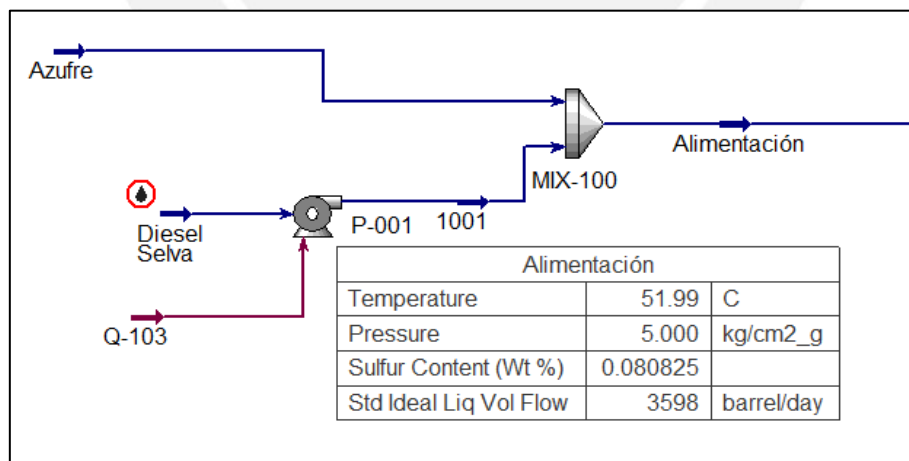 Azufre
MIX-100
Alimentación
Diesel
Selva
P-001
1001
Q-103
Alimentación
Temperature 51.99 C
Pressure 5.000 kg/cm2_g
Sulfur Content (Wt %) 0.080825
Std Ideal Liq Vol Flow 3598 barrel/day